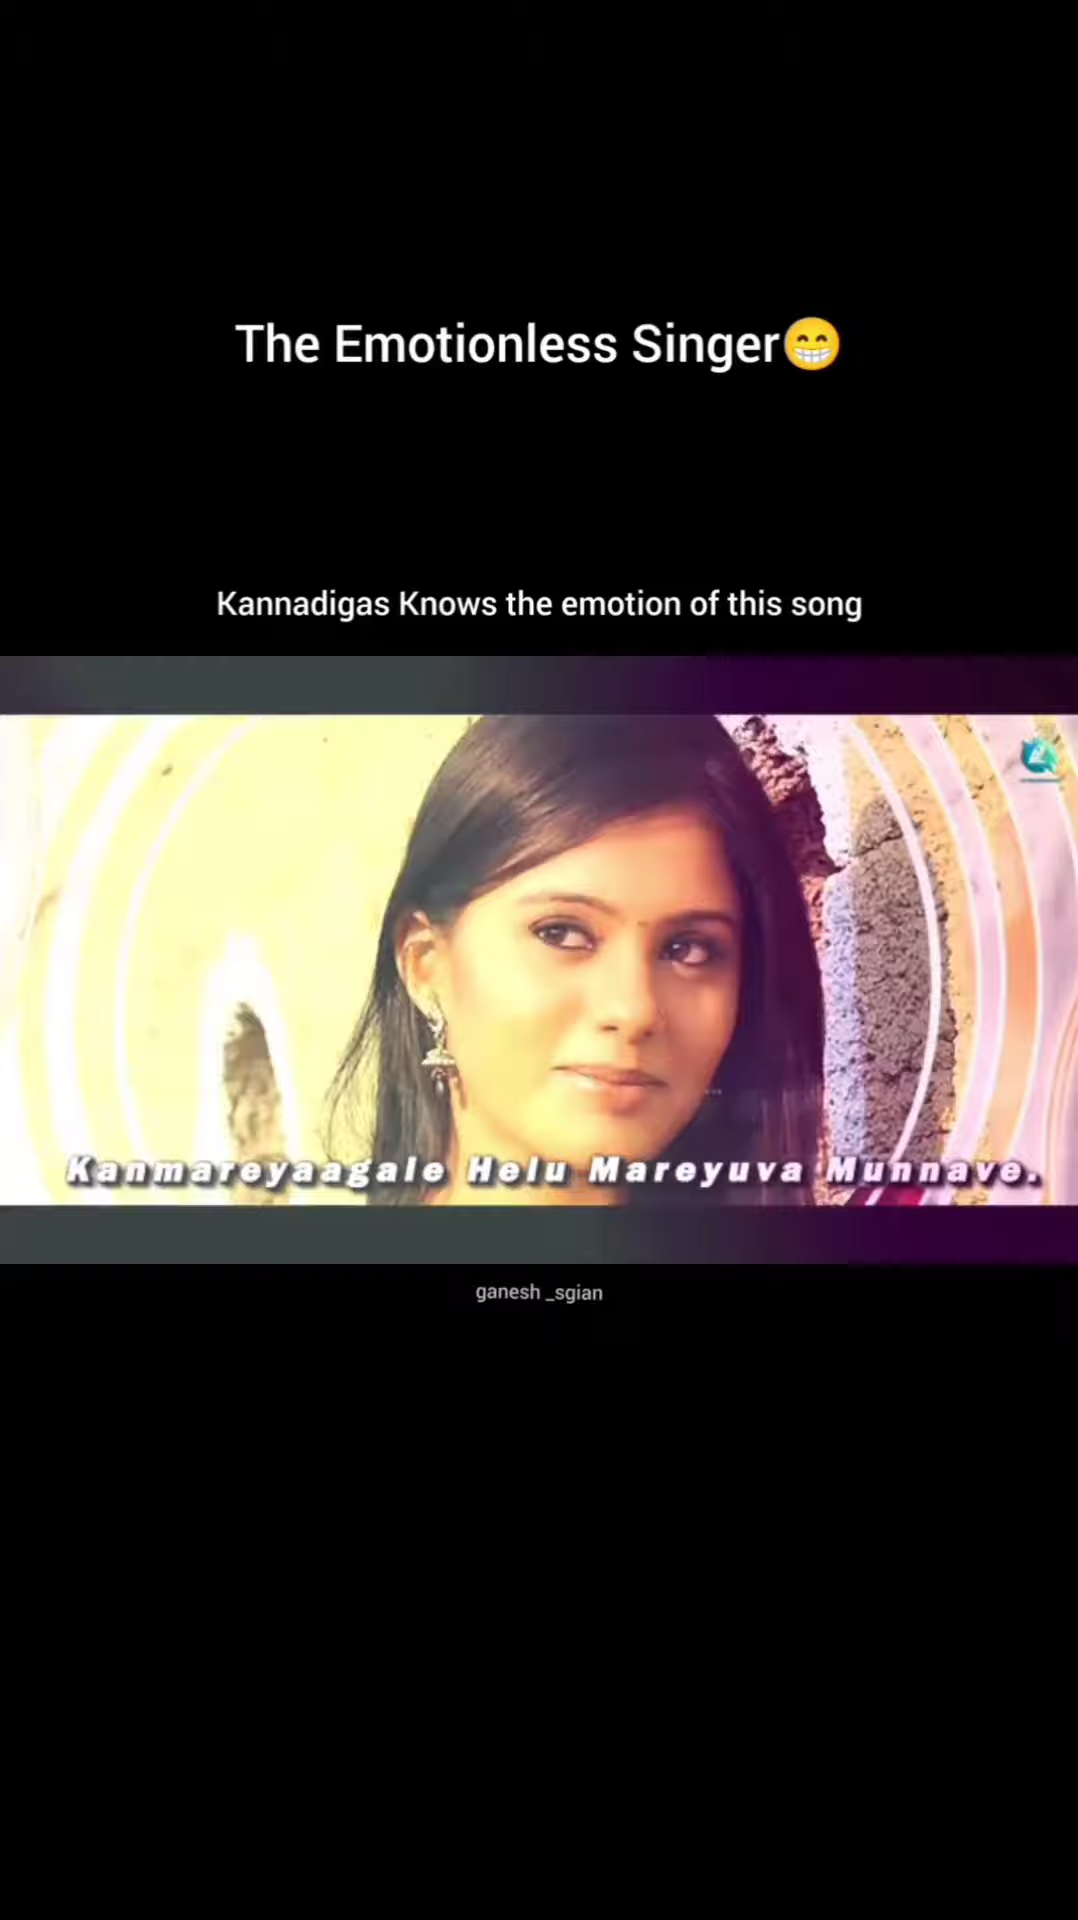 The Emotionless Singer😁
Kannadigas Knows the emotion of this song
Kanmareyaagale Helu Mareyuva Munnave.
ganesh _sgian